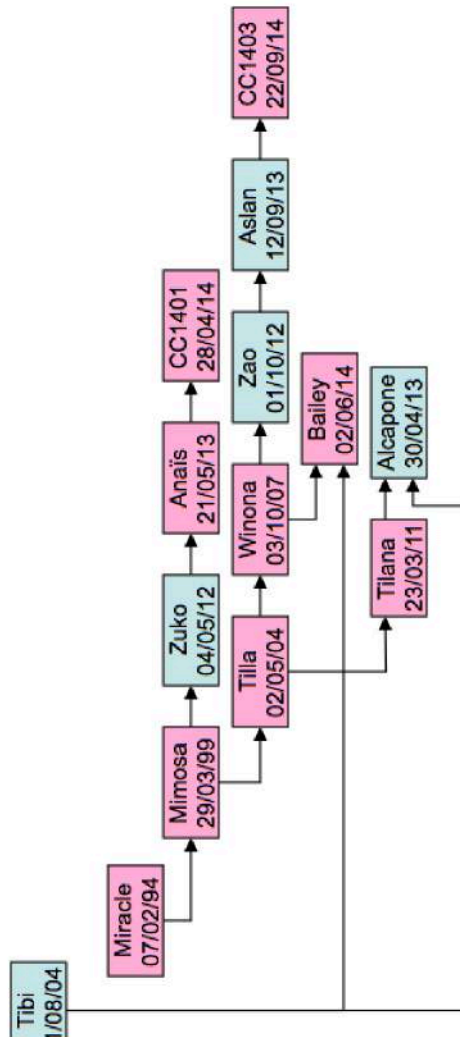 Tibi
/08/04
Miracle
07/02/94
Mimosa
29/03/99
Zuko
04/05/12
Anaïs
21/05/13
CC1401
28/04/14
Tilla
02/05/04
Winona
03/10/07
Zao
01/10/12
Aslan
12/09/13
CC1403
22/09/14
Bailey
02/06/14
Tilana
23/03/11
Alcapone
30/04/13